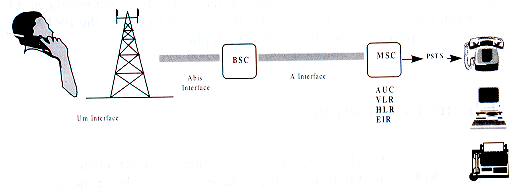 BSC
MSC
PSTN
Abis
Interface
A Interface
AUC
VLR
HLR
EIR
Um Interface